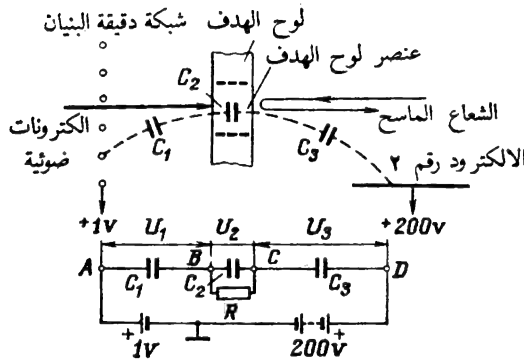 لوح الهدف شبكة دقيقة البنيان
عنصر لوح الهدف
C2
الشعاع الماسح
الكترونات
ضوئية
C1
C3
الالكترود رقم ٢
+1v
+200v
U1 U2 U3
A B C D
C1 C2 C3
R
+ +
1V 200v